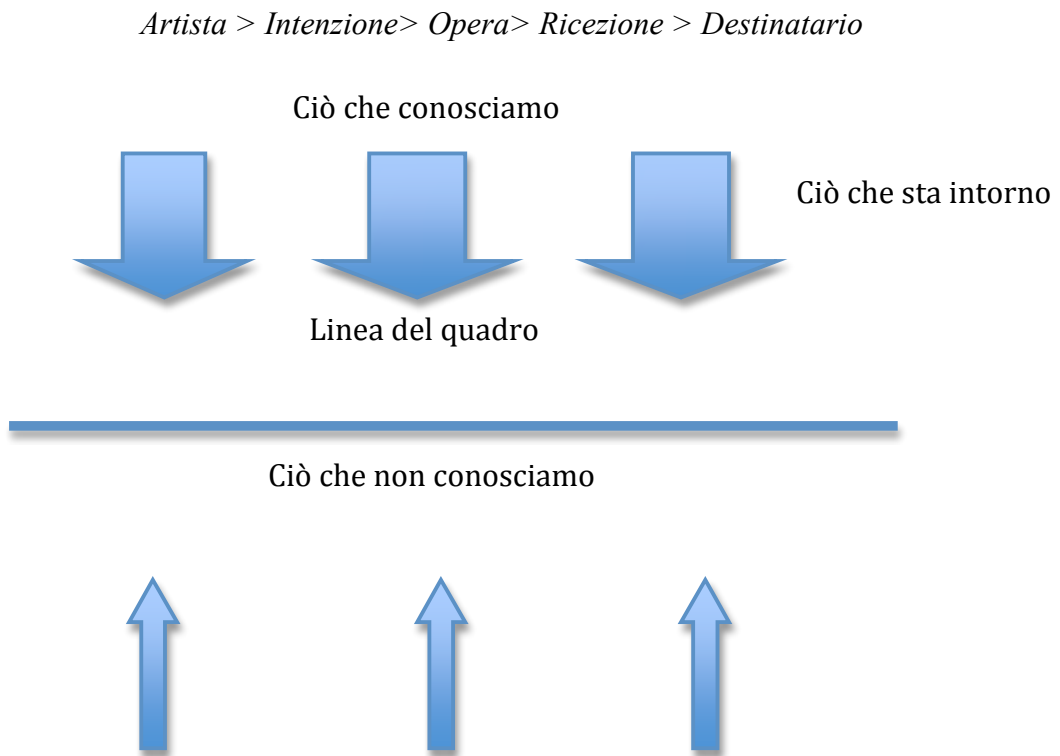 Artista > Intenzione> Opera> Ricezione > Destinatario
Ciò che conosciamo
Ciò che sta intorno
Linea del quadro
Ciò che non conosciamo